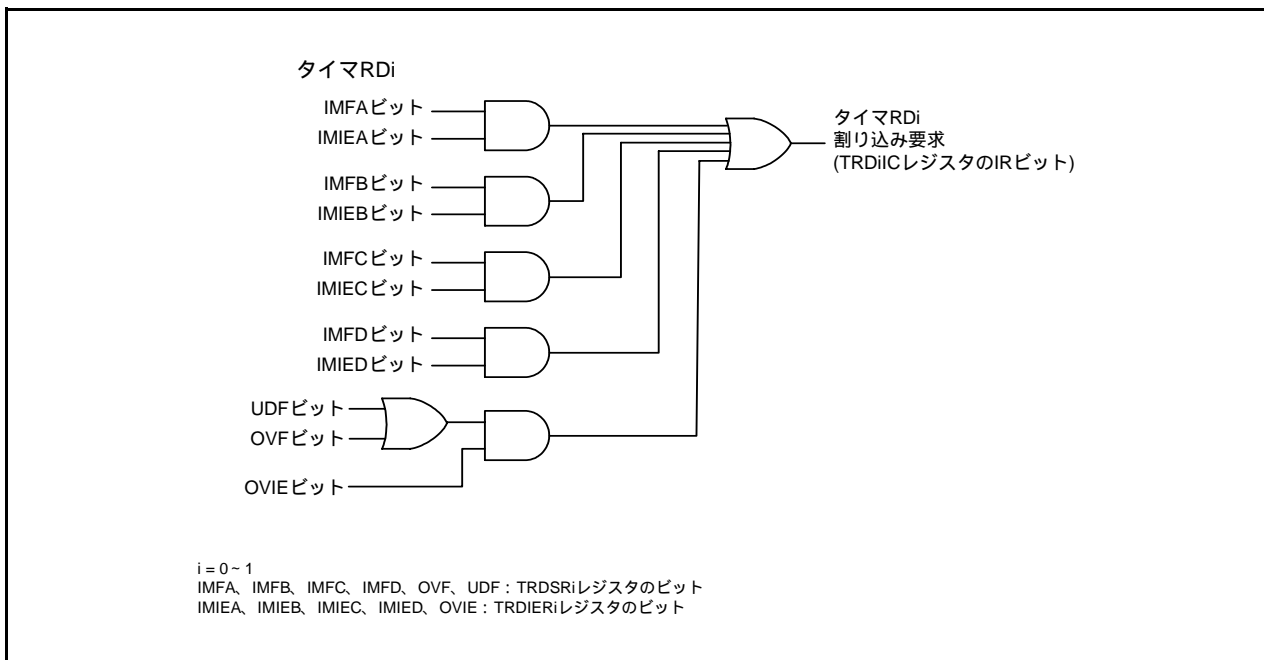 タイマRDi
IMFAビット
IMIEAビット
IMFBビット
IMIEBビット
IMFCビット
IMIECビット
IMFDビット
IMIEDビット
UDFビット
OVFビット
OVIEビット
タイマRDi
割り込み要求
(TRDiICレジスタのIRビット)
i = 0~1
IMFA、IMFB、IMFC、IMFD、OVF、UDF:TRDSRiレジスタのビット
IMIEA、IMIEB、IMIEC、IMIED、OVIE:TRDIERiレジスタのビット